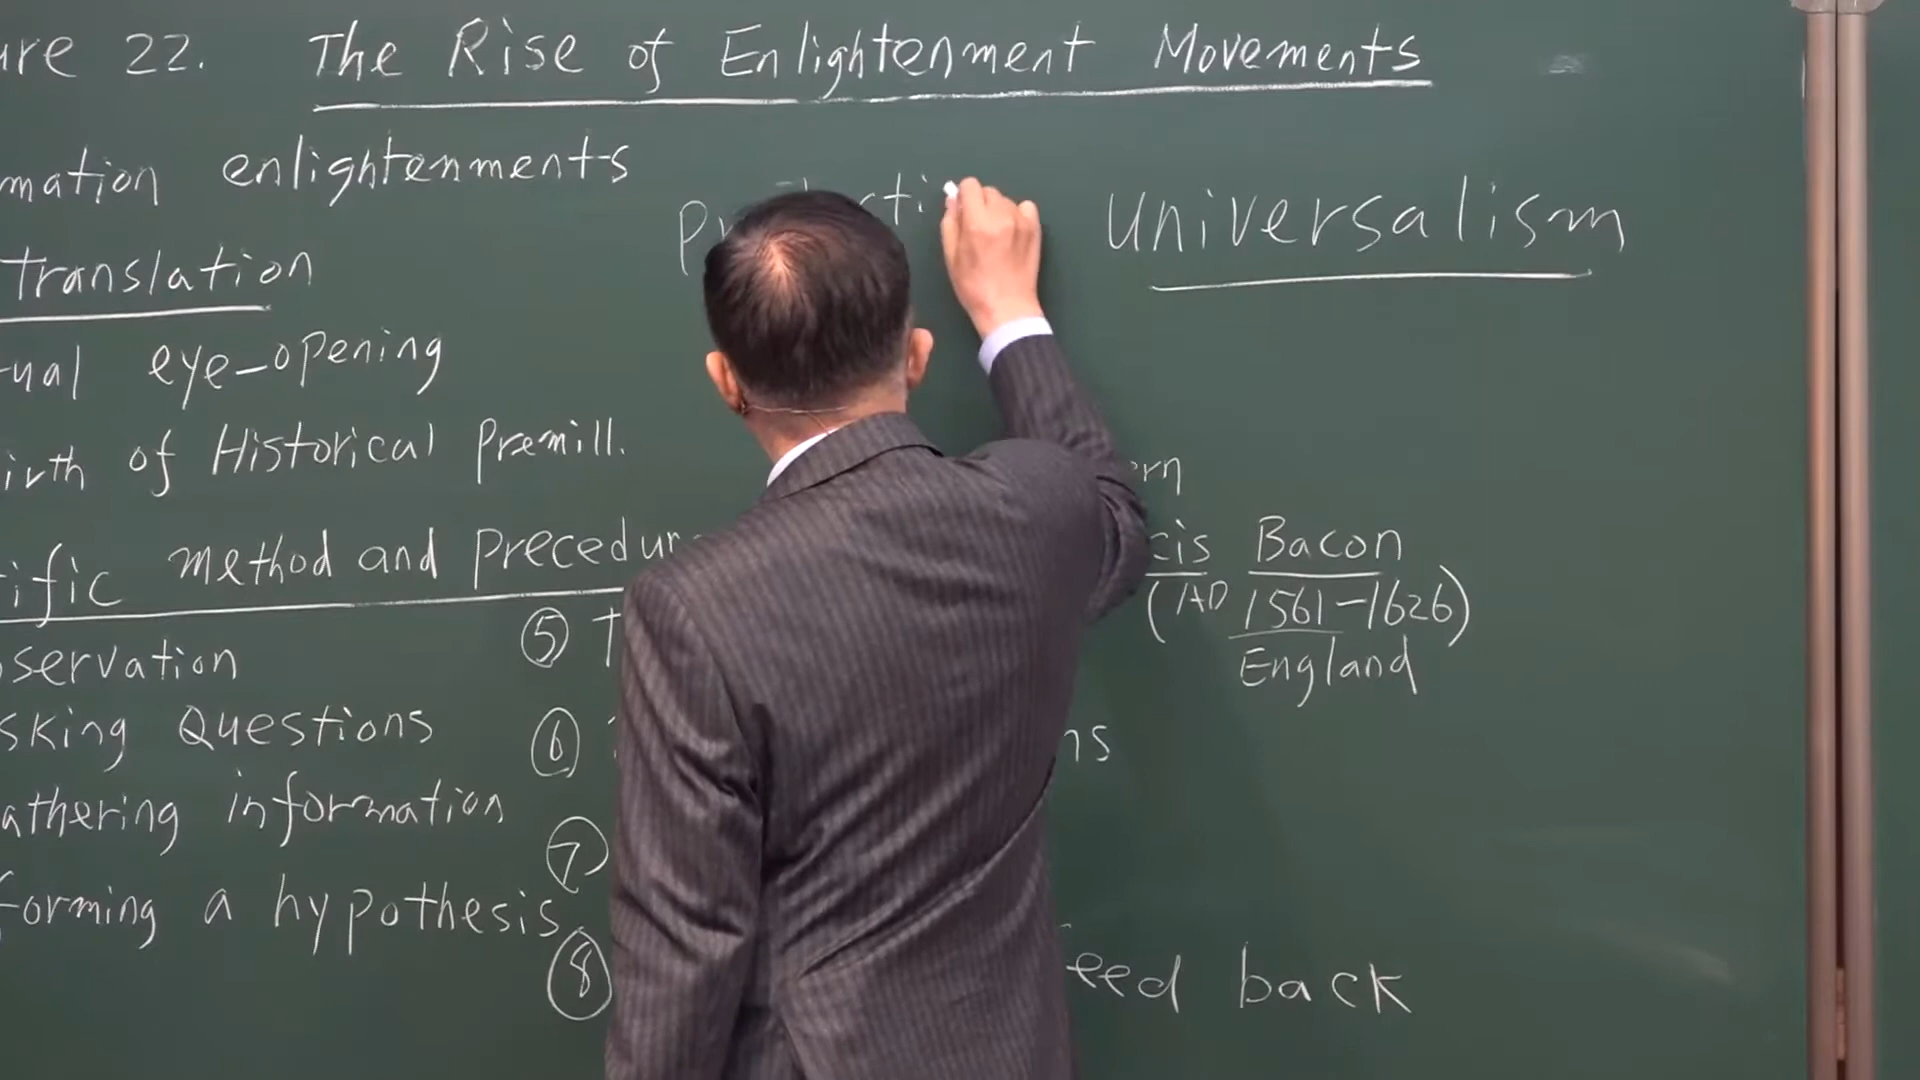 ure 22. The Rise of Enlightenment Movements
mation enlightenments
universalism
translation
ual eye-opening
irth of Historical Premill.
ern
ific method and precedur
cis Bacon
(AD 1561-1626)
England
servation
⑤ T
sking Questions
⑥
ns
athering information
⑦
orming a hypothesis
⑧
eed back